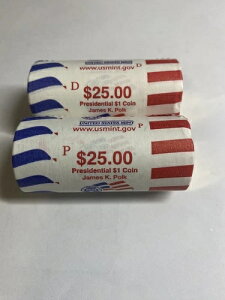 www.usmint.gov
D
D
$25.00
Presidential $1 Coin
James K. Polk
UNITED STATES MINT
www.usmint.gov
P
P
$25.00
Presidential $1 Coin
James K. Polk